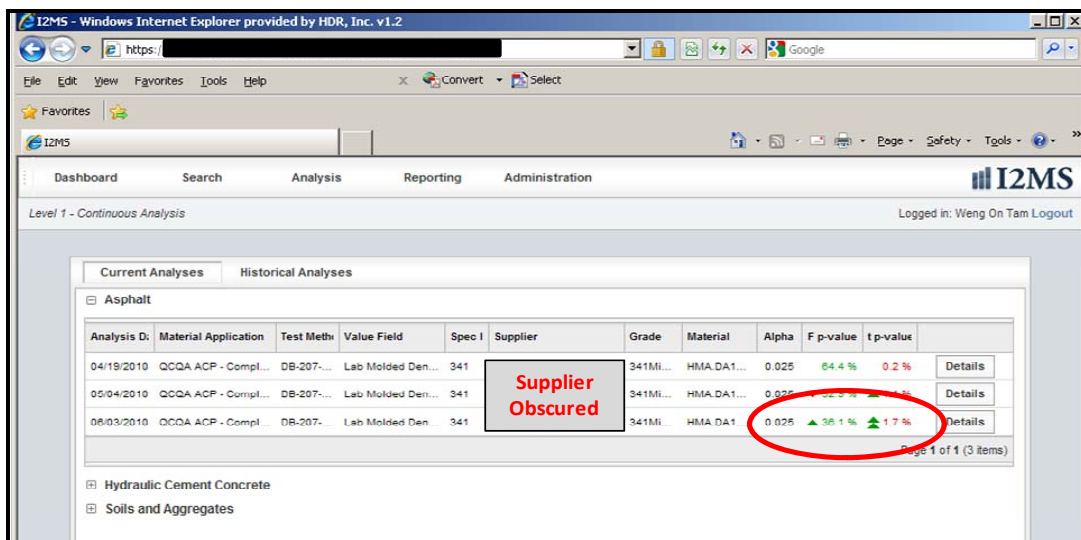 I2MS - Windows Internet Explorer provided by HDR, Inc. v1.2
https:/
Google
File Edit View Favorites Tools Help x Convert Select
Favorites
I2MS Page Safety Tools »
Dashboard Search Analysis Reporting Administration I2MS
Level 1 - Continuous Analysis Logged in: Weng On Tam Logout
Current Analyses Historical Analyses
Asphalt
Analysis Da Material Application Test Metho Value Field Spec I Supplier Grade Material Alpha F p-value t p-value
04/19/2010 QCQA ACP - Compl... DB-207-... Lab Molded Den... 341 341Mi... HMA.DA1... 0.025 64.4 % 0.2 % Details
05/04/2010 QCQA ACP - Compl... DB-207-... Lab Molded Den... 341 341Mi... HMA.DA1... 0.025 Details
06/03/2010 QCQA ACP - Compl... DB-207-... Lab Molded Den... 341 341Mi... HMA.DA1... 0.025 36.1 % 1.7 % Details
Supplier
Obscured
Page 1 of 1 (3 items)
Hydraulic Cement Concrete
Soils and Aggregates